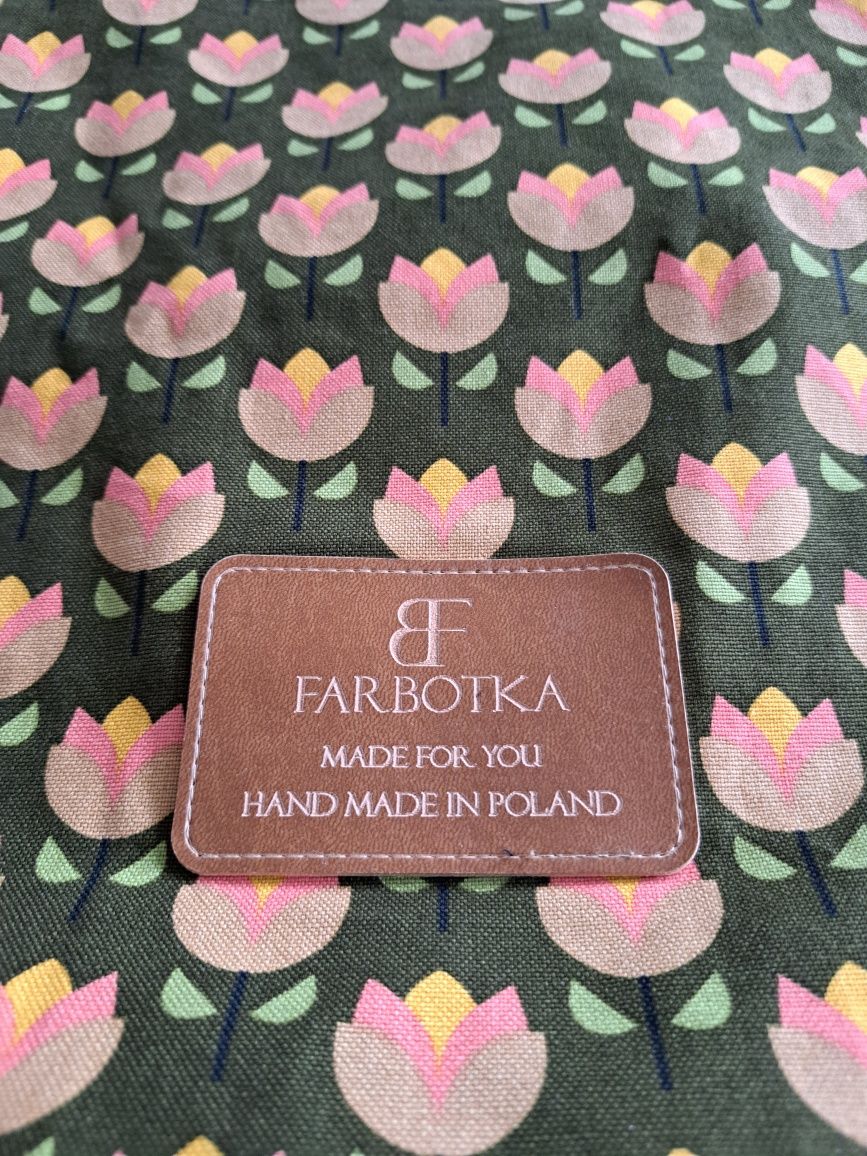 BF
FARBOTKA
MADE FOR YOU
HAND MADE IN POLAND